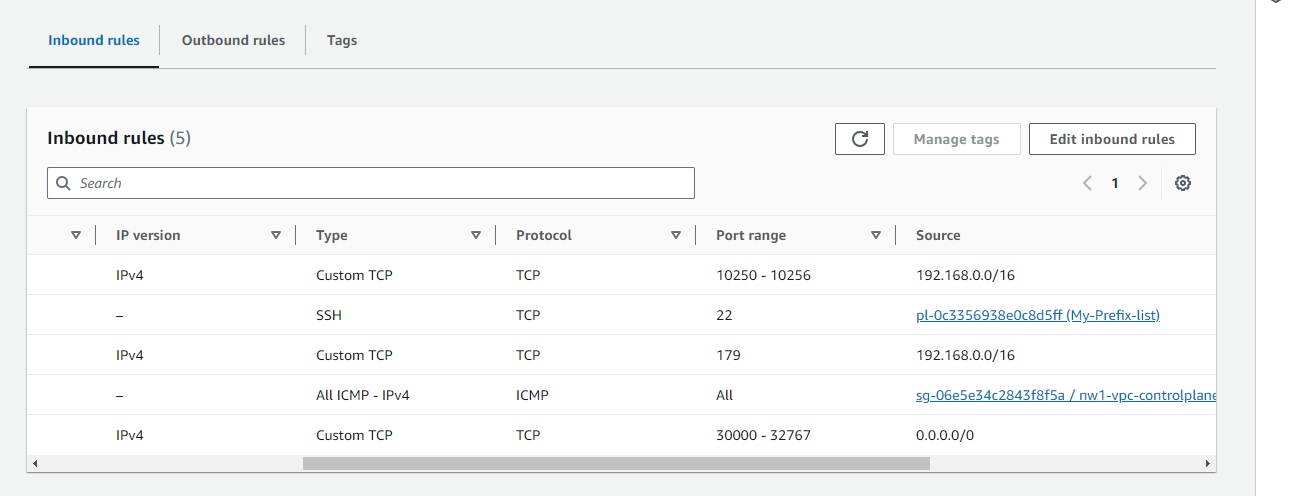 Inbound rules Outbound rules Tags
Inbound rules (5) Manage tags Edit inbound rules
Search 1
IP version Type Protocol Port range Source
IPv4 Custom TCP TCP 10250 - 10256 192.168.0.0/16
– SSH TCP 22 pl-0c3356938e0c8d5ff (My-Prefix-list)
IPv4 Custom TCP TCP 179 192.168.0.0/16
– All ICMP - IPv4 ICMP All sg-06e5e34c2843f8f5a / nw1-vpc-controlplane
IPv4 Custom TCP TCP 30000 - 32767 0.0.0.0/0